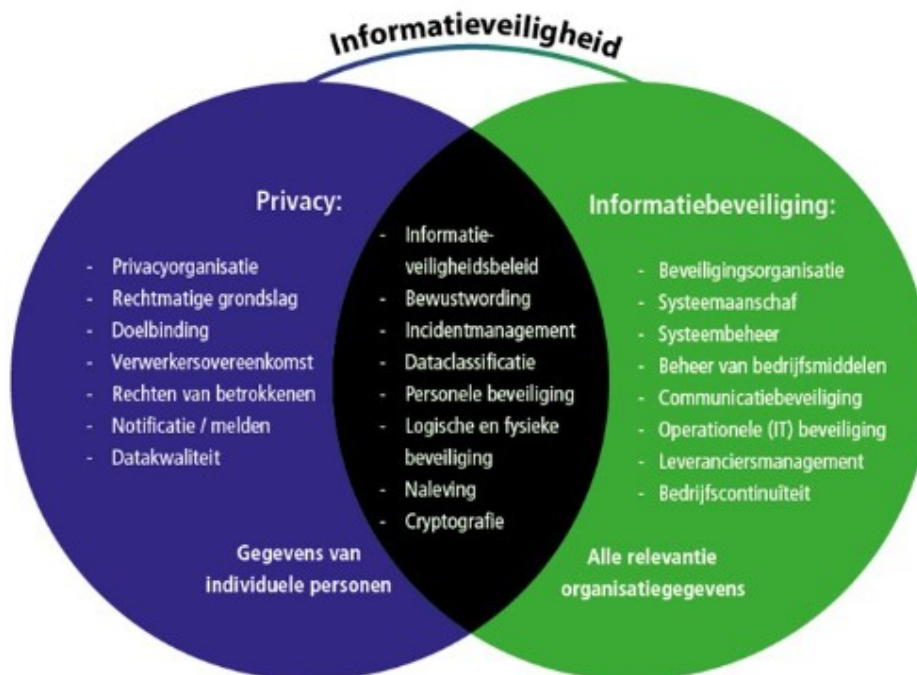 Informatieveiligheid
Privacy:
- Privacyorganisatie
- Rechtmatige grondslag
- Doelbinding
- Verwerkersovereenkomst
- Rechten van betrokkenen
- Notificatie / melden
- Datakwaliteit
Gegevens van
individuele personen
- Informatie-
veiligheidsbeleid
- Bewustwording
- Incidentmanagement
- Dataclassificatie
- Personele beveiliging
- Logische en fysieke
beveiliging
- Naleving
- Cryptografie
Informatiebeveiliging:
- Beveiligingsorganisatie
- Systeemaanschaf
- Systeembeheer
- Beheer van bedrijfsmiddelen
- Communicatiebeveiliging
- Operationele (IT) beveiliging
- Leveranciersmanagement
- Bedrijfscontinuïteit
Alle relevantie
organisatiegegevens